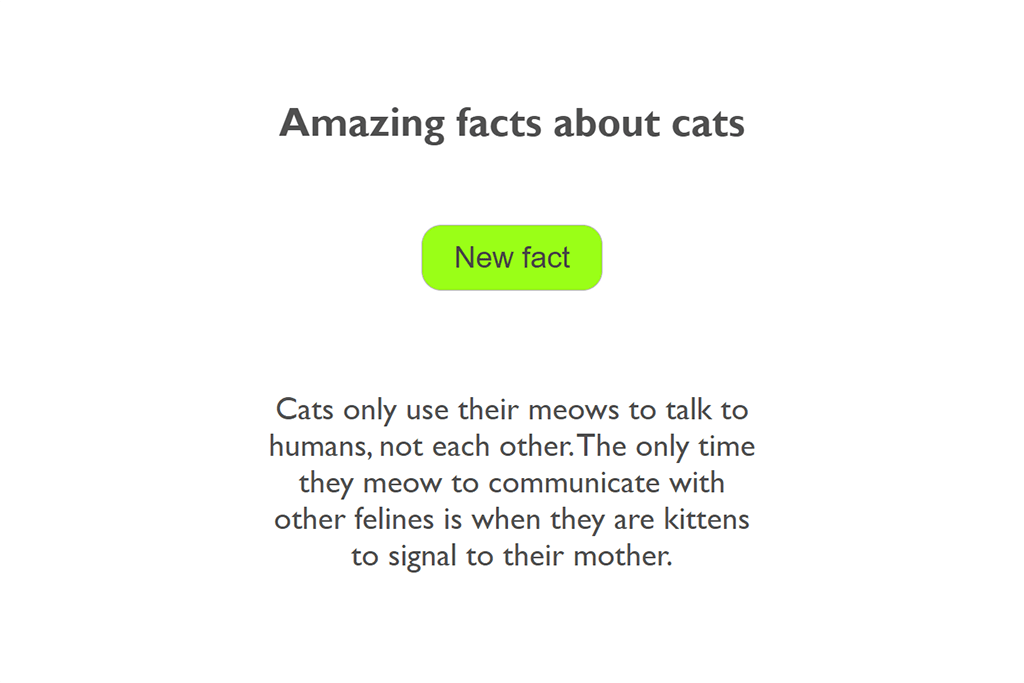 Amazing facts about cats
New fact
Cats only use their meows to talk to
humans, not each other. The only time
they meow to communicate with
other felines is when they are kittens
to signal to their mother.